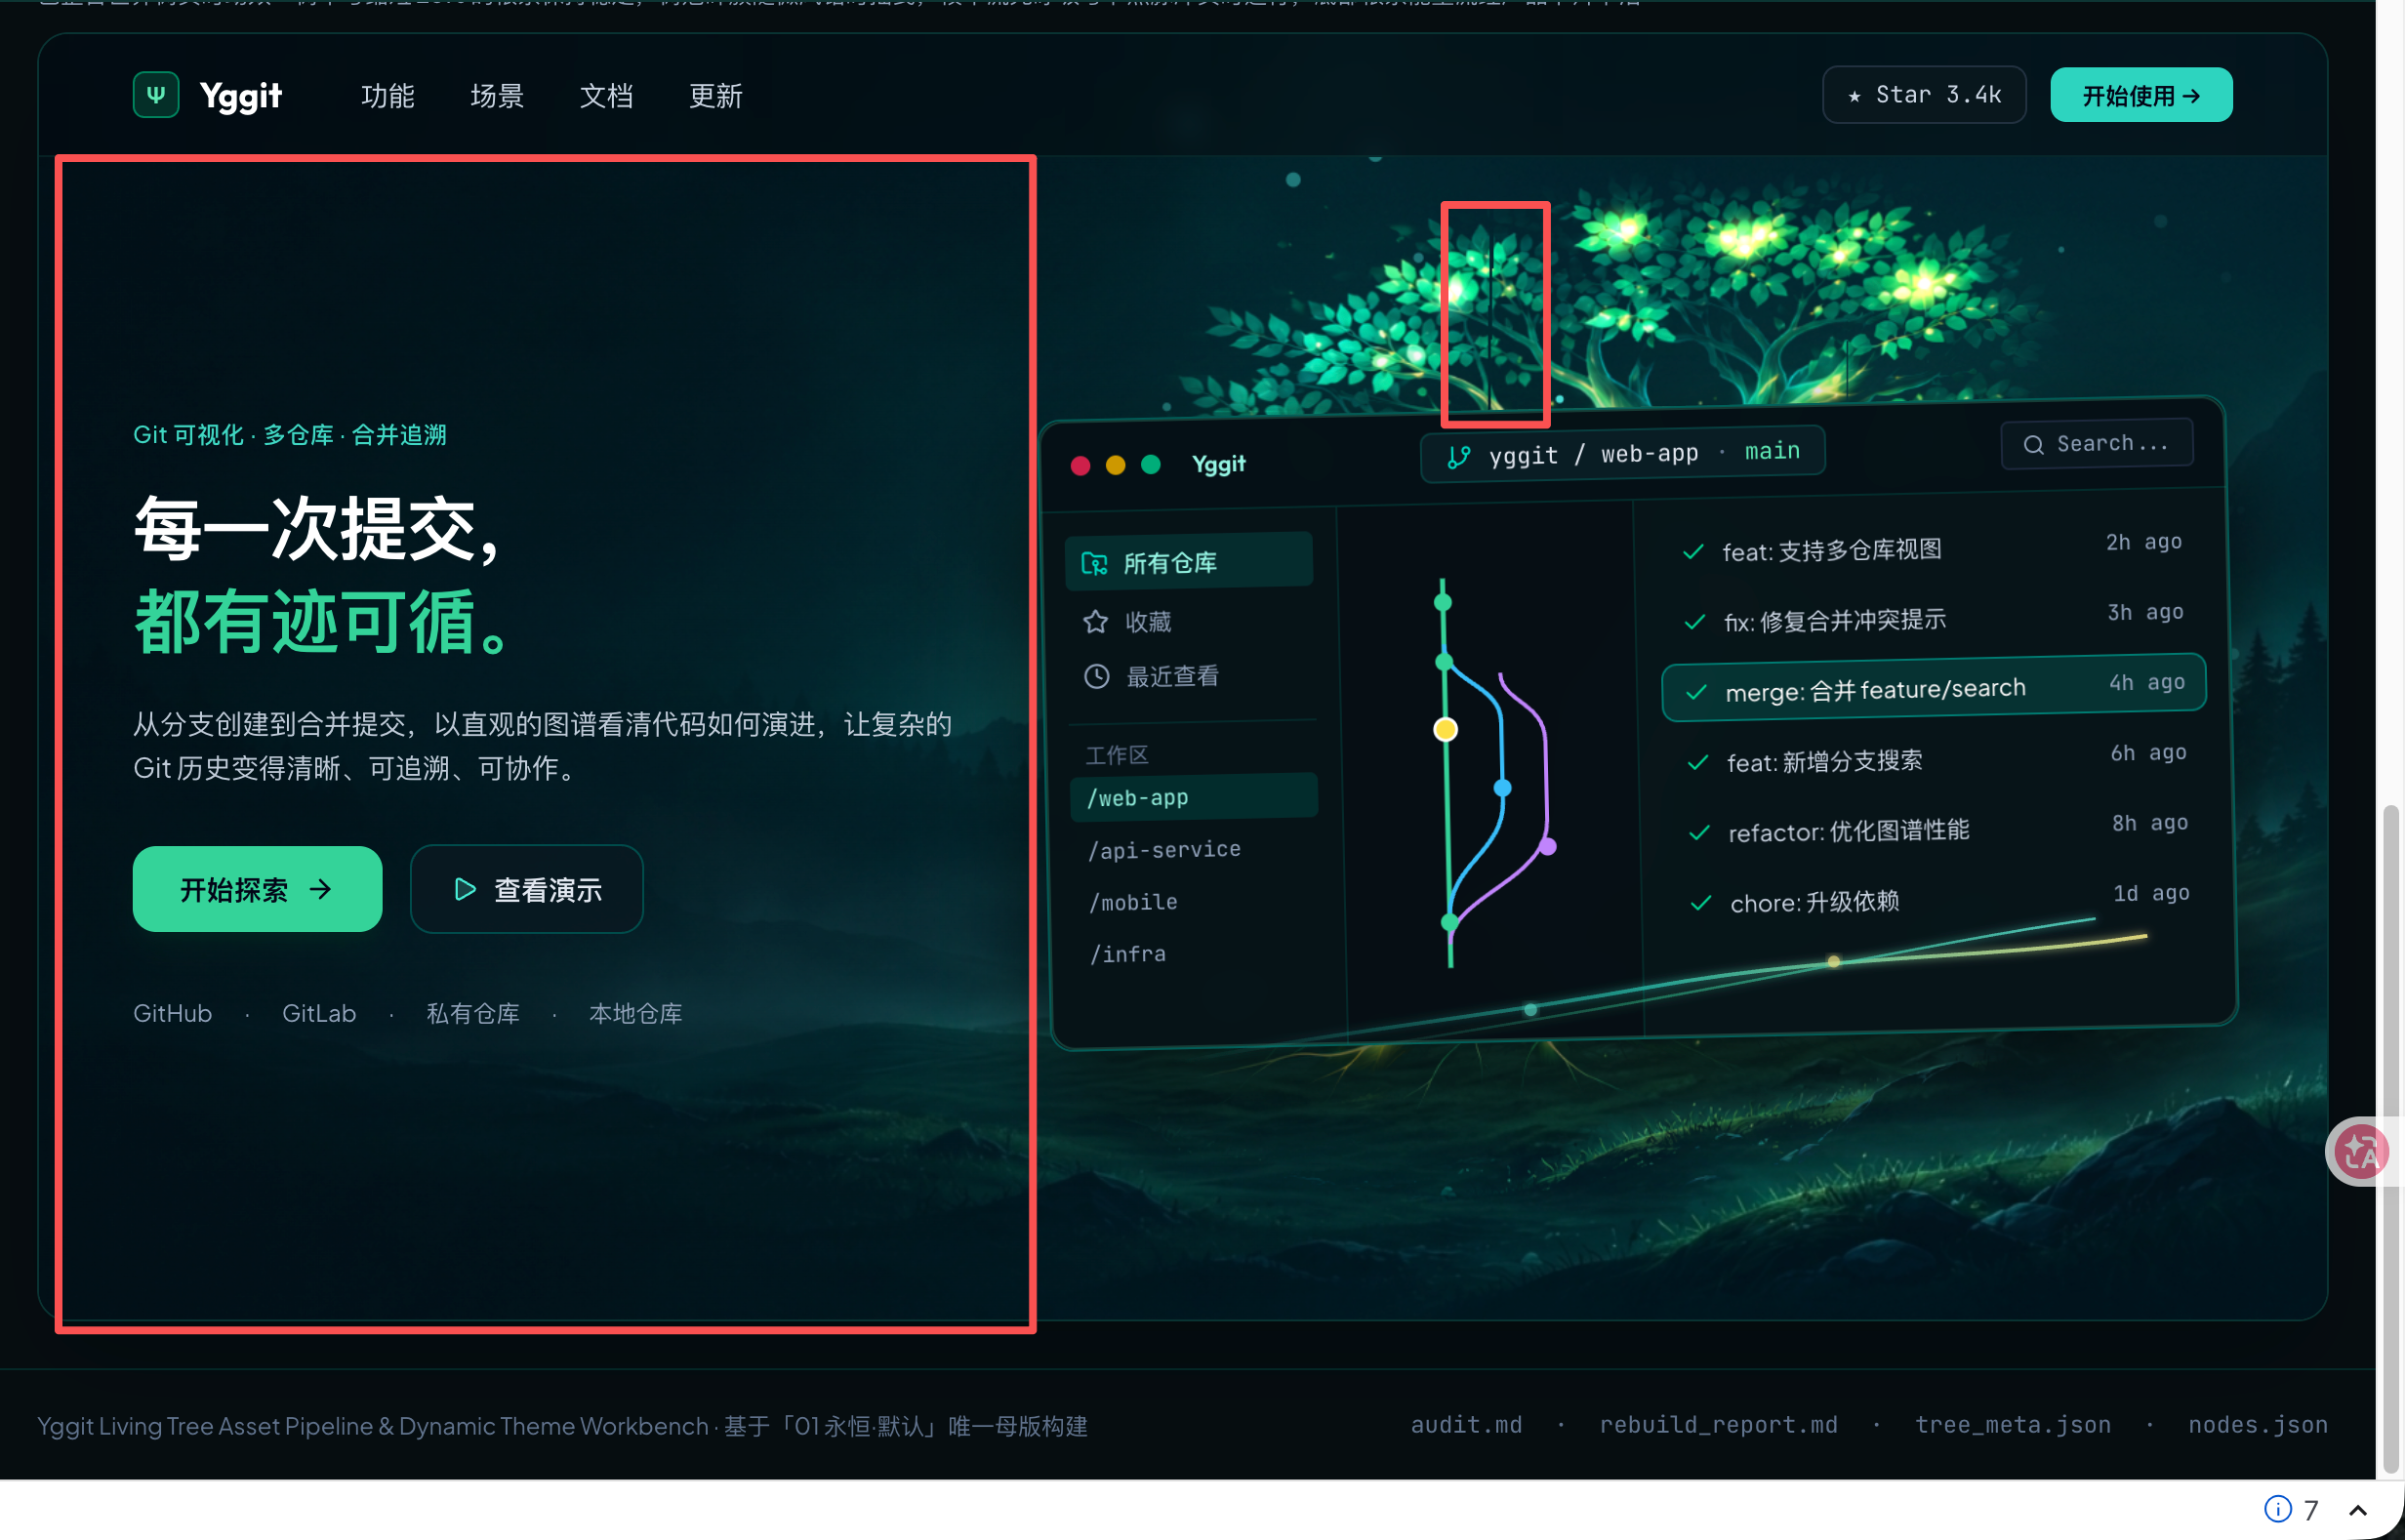 Yggit
功能
场景
文档
更新
★ Star 3.4k
开始使用 →
Git 可视化 · 多仓库 · 合并追溯
每一次提交，
都有迹可循。
从分支创建到合并提交，以直观的图谱看清代码如何演进，让复杂的
Git 历史变得清晰、可追溯、可协作。
开始探索 →
查看演示
GitHub · GitLab · 私有仓库 · 本地仓库
Yggit
yggit / web-app · main
Search...
所有仓库
收藏
最近查看
工作区
/web-app
/api-service
/mobile
/infra
feat: 支持多仓库视图 2h ago
fix: 修复合并冲突提示 3h ago
merge: 合并 feature/search 4h ago
feat: 新增分支搜索 6h ago
refactor: 优化图谱性能 8h ago
chore: 升级依赖 1d ago
Yggit Living Tree Asset Pipeline & Dynamic Theme Workbench · 基于「01 永恒·默认」唯一母版构建
audit.md · rebuild_report.md · tree_meta.json · nodes.json
7